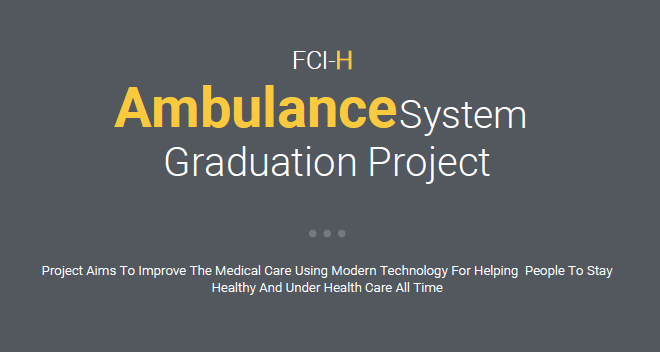 FCI-H
AmbulanceSystem
Graduation Project
Project Aims To Improve The Medical Care Using Modern Technology For Helping  People To Stay
Healthy And Under Health Care All Time